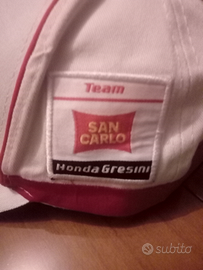 Team
SAN
CARLO
Honda Gresini
subito